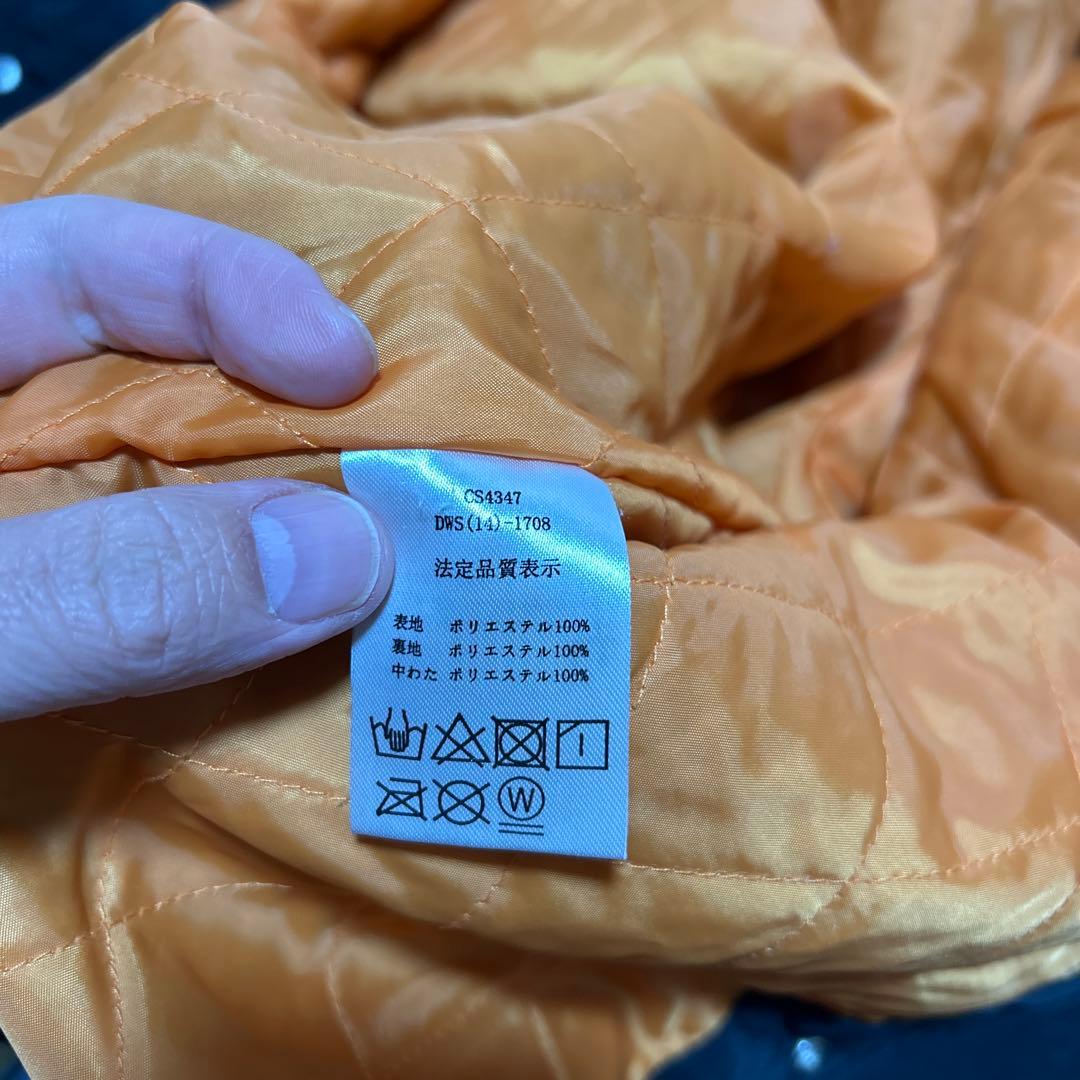 CS4347
DWS(14)-1708
法定品質表示
表地 ポリエステル100%
裏地 ポリエステル100%
中わた ポリエステル100%
W